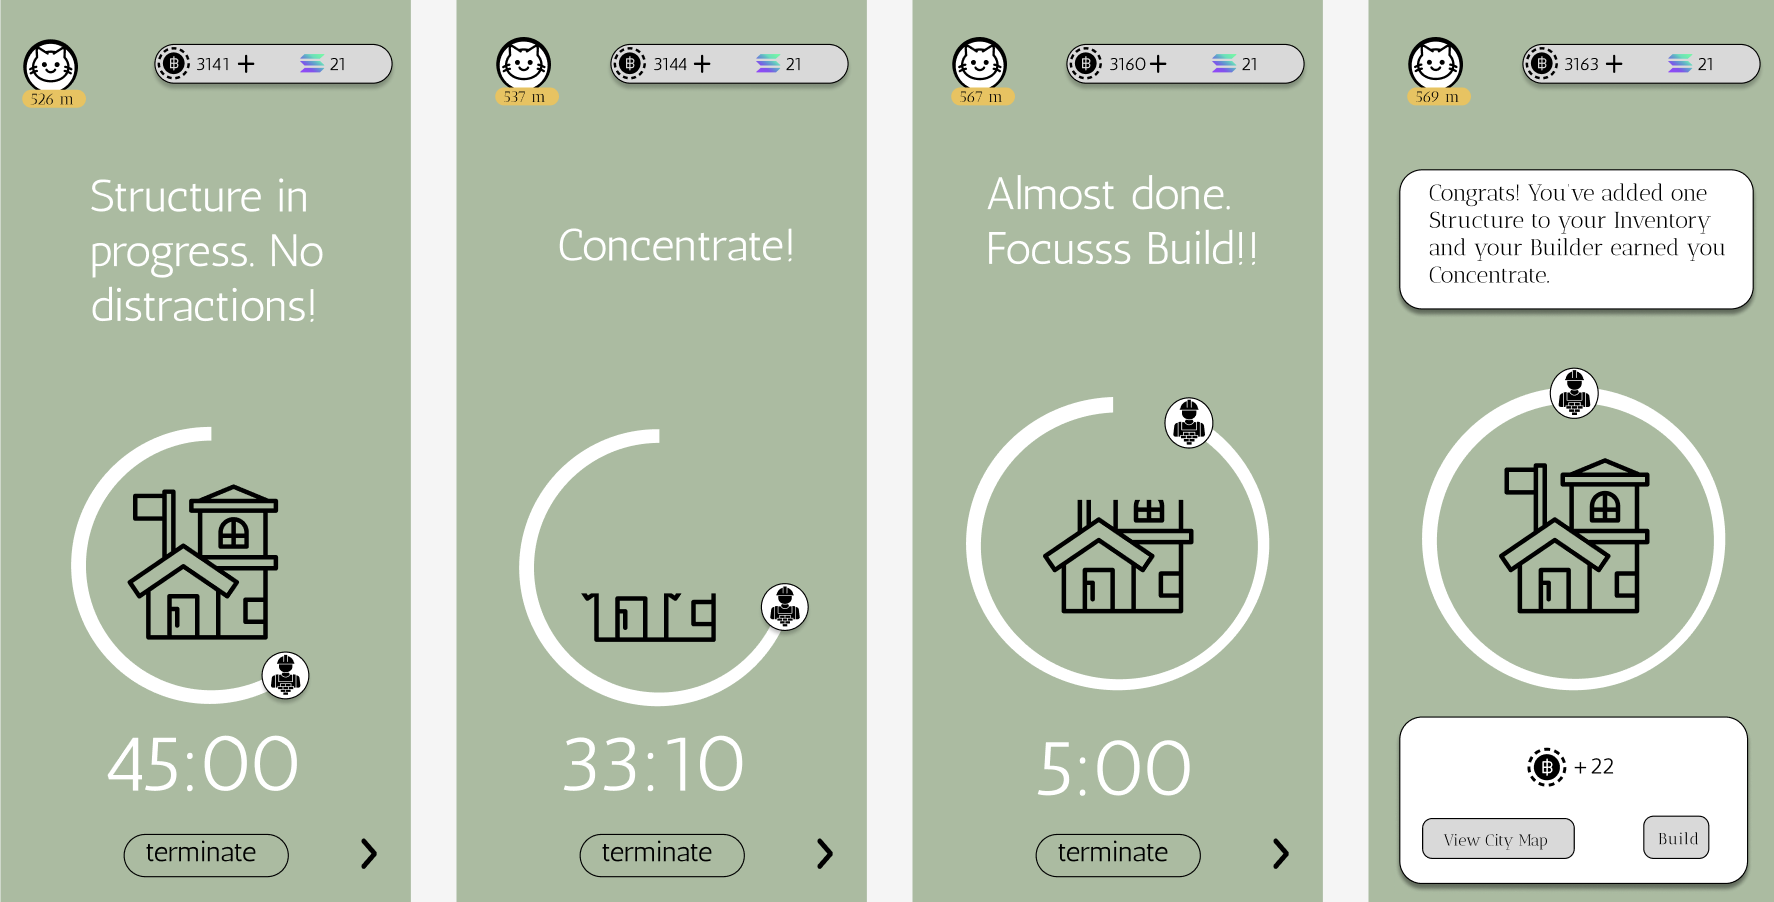 3141 +
21
526 m
Structure in
progress. No
distractions!
45:00
terminate
3144 +
21
537 m
Concentrate!
33:10
terminate
3160 +
21
567 m
Almost done.
Focusss Build!!
5:00
terminate
3163 +
21
569 m
Congrats! You've added one
Structure to your Inventory
and your Builder earned you
Concentrate.
+22
View City Map
Build